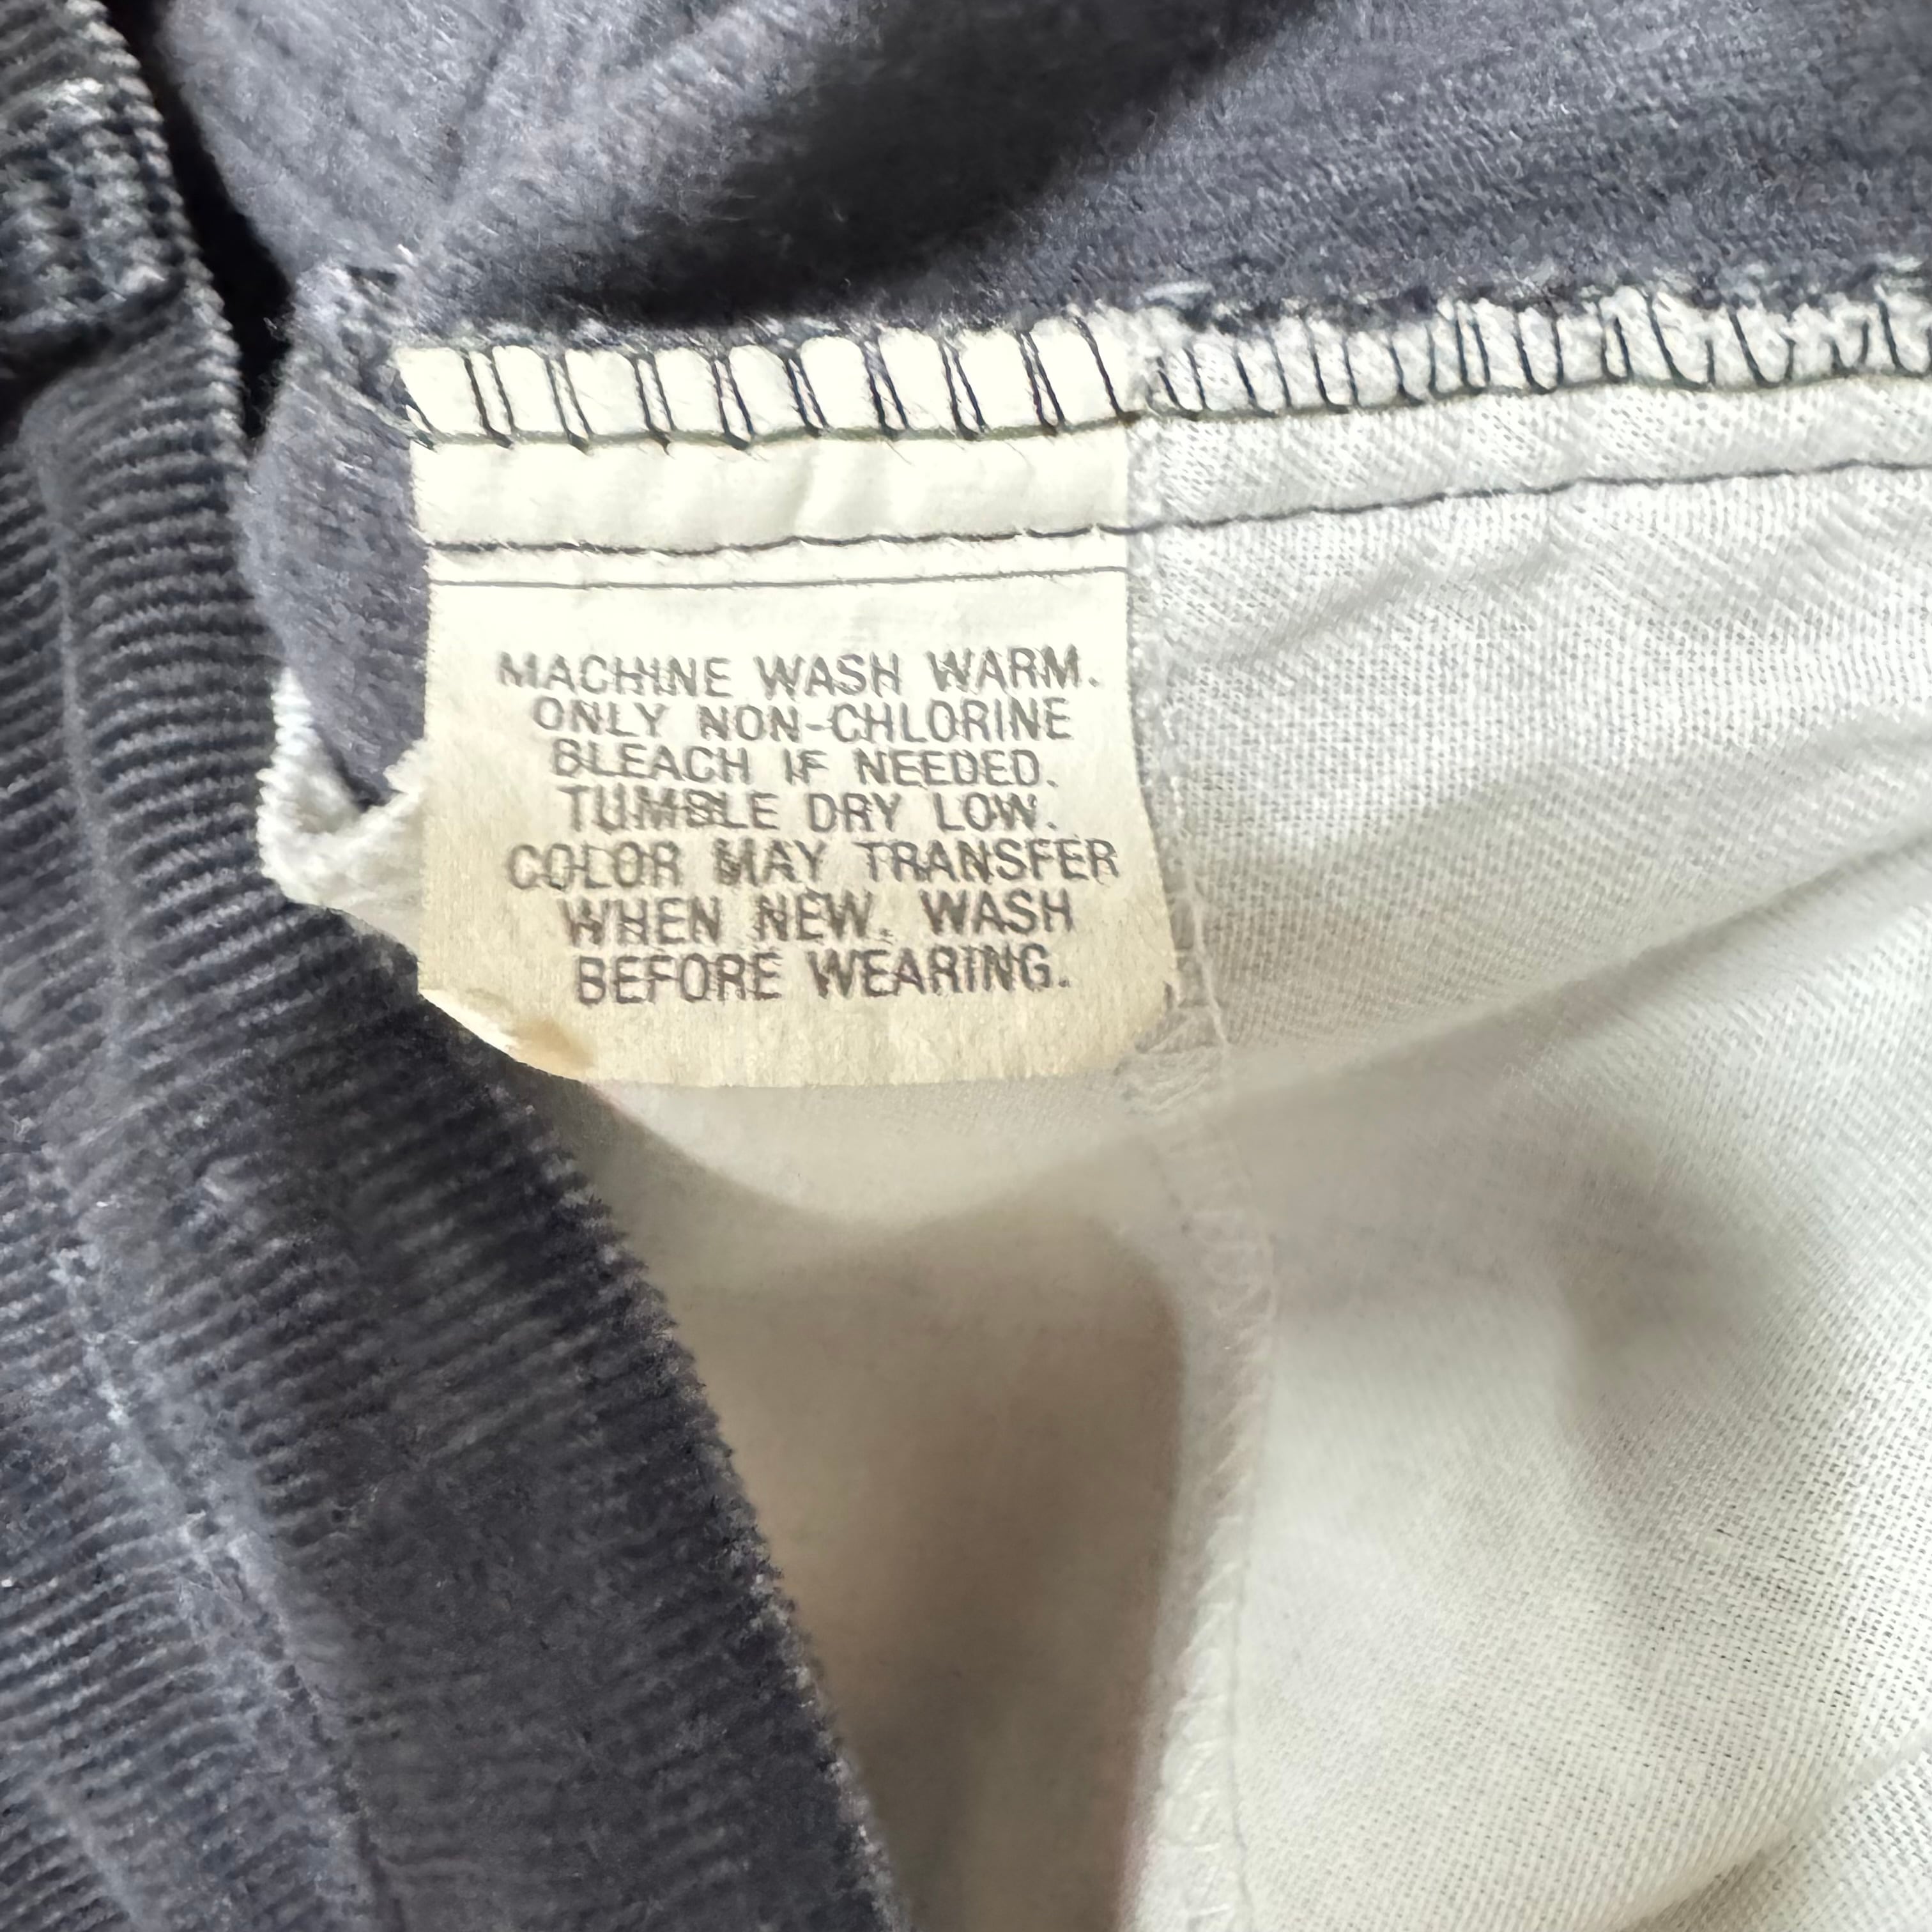 MACHINE WASH WARM.
ONLY NON-CHLORINE
BLEACH IF NEEDED.
TUMBLE DRY LOW.
COLOR MAY TRANSFER
WHEN NEW. WASH
BEFORE WEARING.